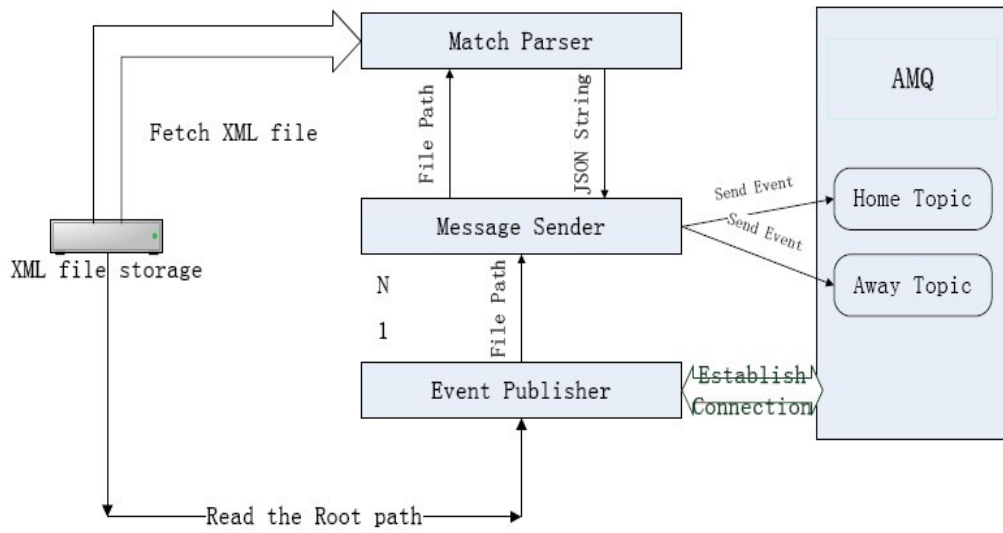 Match Parser
AMQ
Fetch XML file
File Path
JSON String
Send Event
Home Topic
Message Sender
Send Event
XML file storage
Away Topic
N
File Path
1
Event Publisher
Establish
Connection
Read the Root path